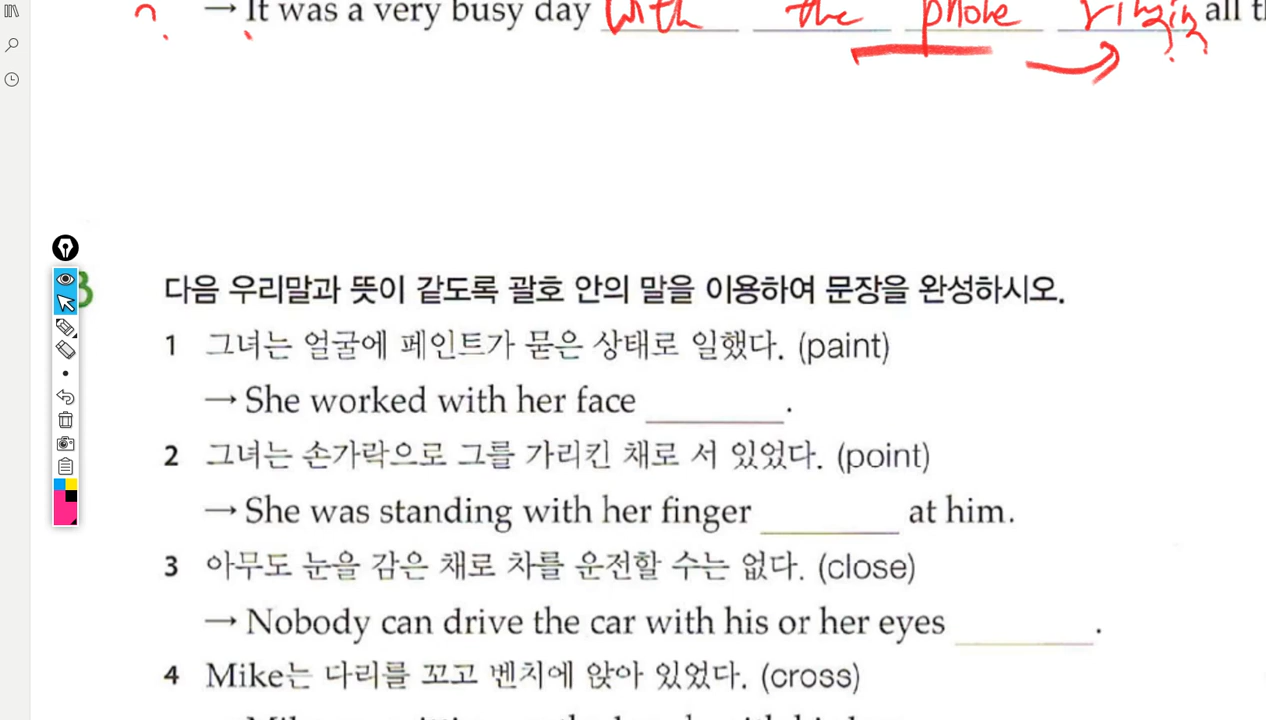 → It was a very busy day with the phone ringing all
다음 우리말과 뜻이 같도록 괄호 안의 말을 이용하여 문장을 완성하시오.
1 그녀는 얼굴에 페인트가 묻은 상태로 일했다. (paint)
→ She worked with her face ________.
2 그녀는 손가락으로 그를 가리킨 채로 서 있었다. (point)
→ She was standing with her finger ________ at him.
3 아무도 눈을 감은 채로 차를 운전할 수는 없다. (close)
→ Nobody can drive the car with his or her eyes ________.
4 Mike는 다리를 꼬고 벤치에 앉아 있었다. (cross)